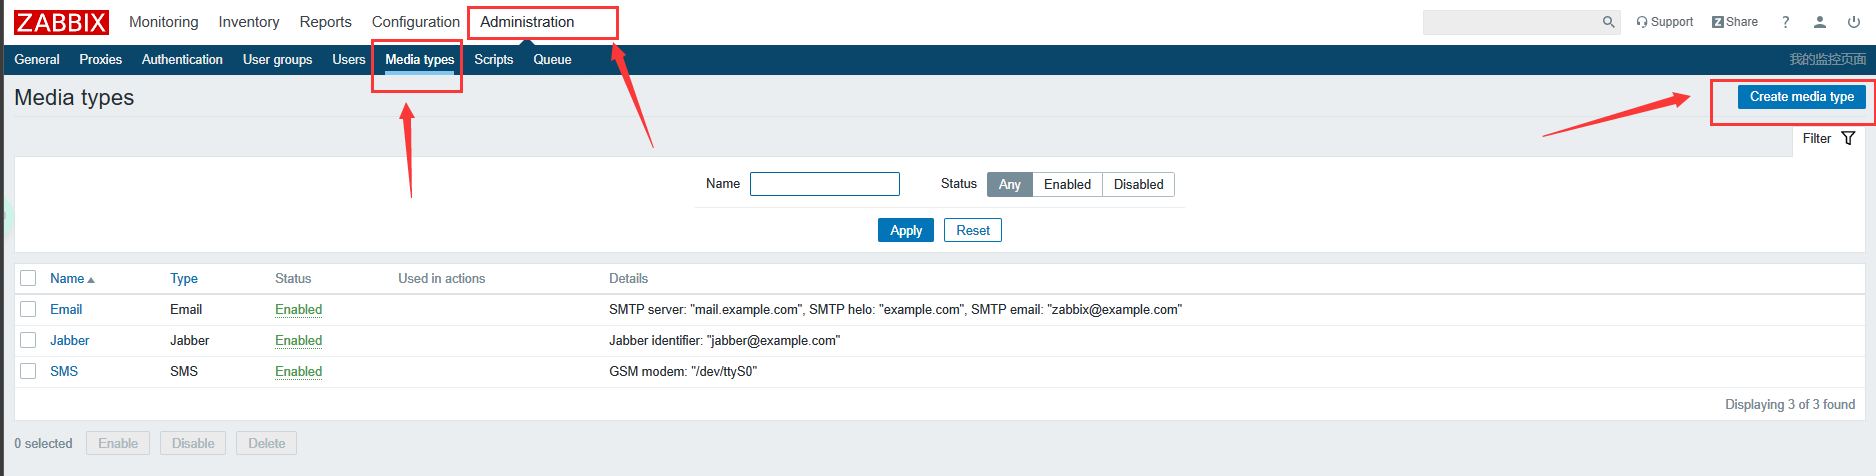 ZABBIX Monitoring Inventory Reports Configuration Administration Support Z Share ?
General Proxies Authentication User groups Users Media types Scripts Queue 我的监控页面
Media types Create media type
Filter
Name Status Any Enabled Disabled
Apply Reset
Name Type Status Used in actions Details
Email Email Enabled SMTP server: "mail.example.com", SMTP helo: "example.com", SMTP email: "zabbix@example.com"
Jabber Jabber Enabled Jabber identifier: "jabber@example.com"
SMS SMS Enabled GSM modem: "/dev/ttyS0"
Displaying 3 of 3 found
0 selected Enable Disable Delete